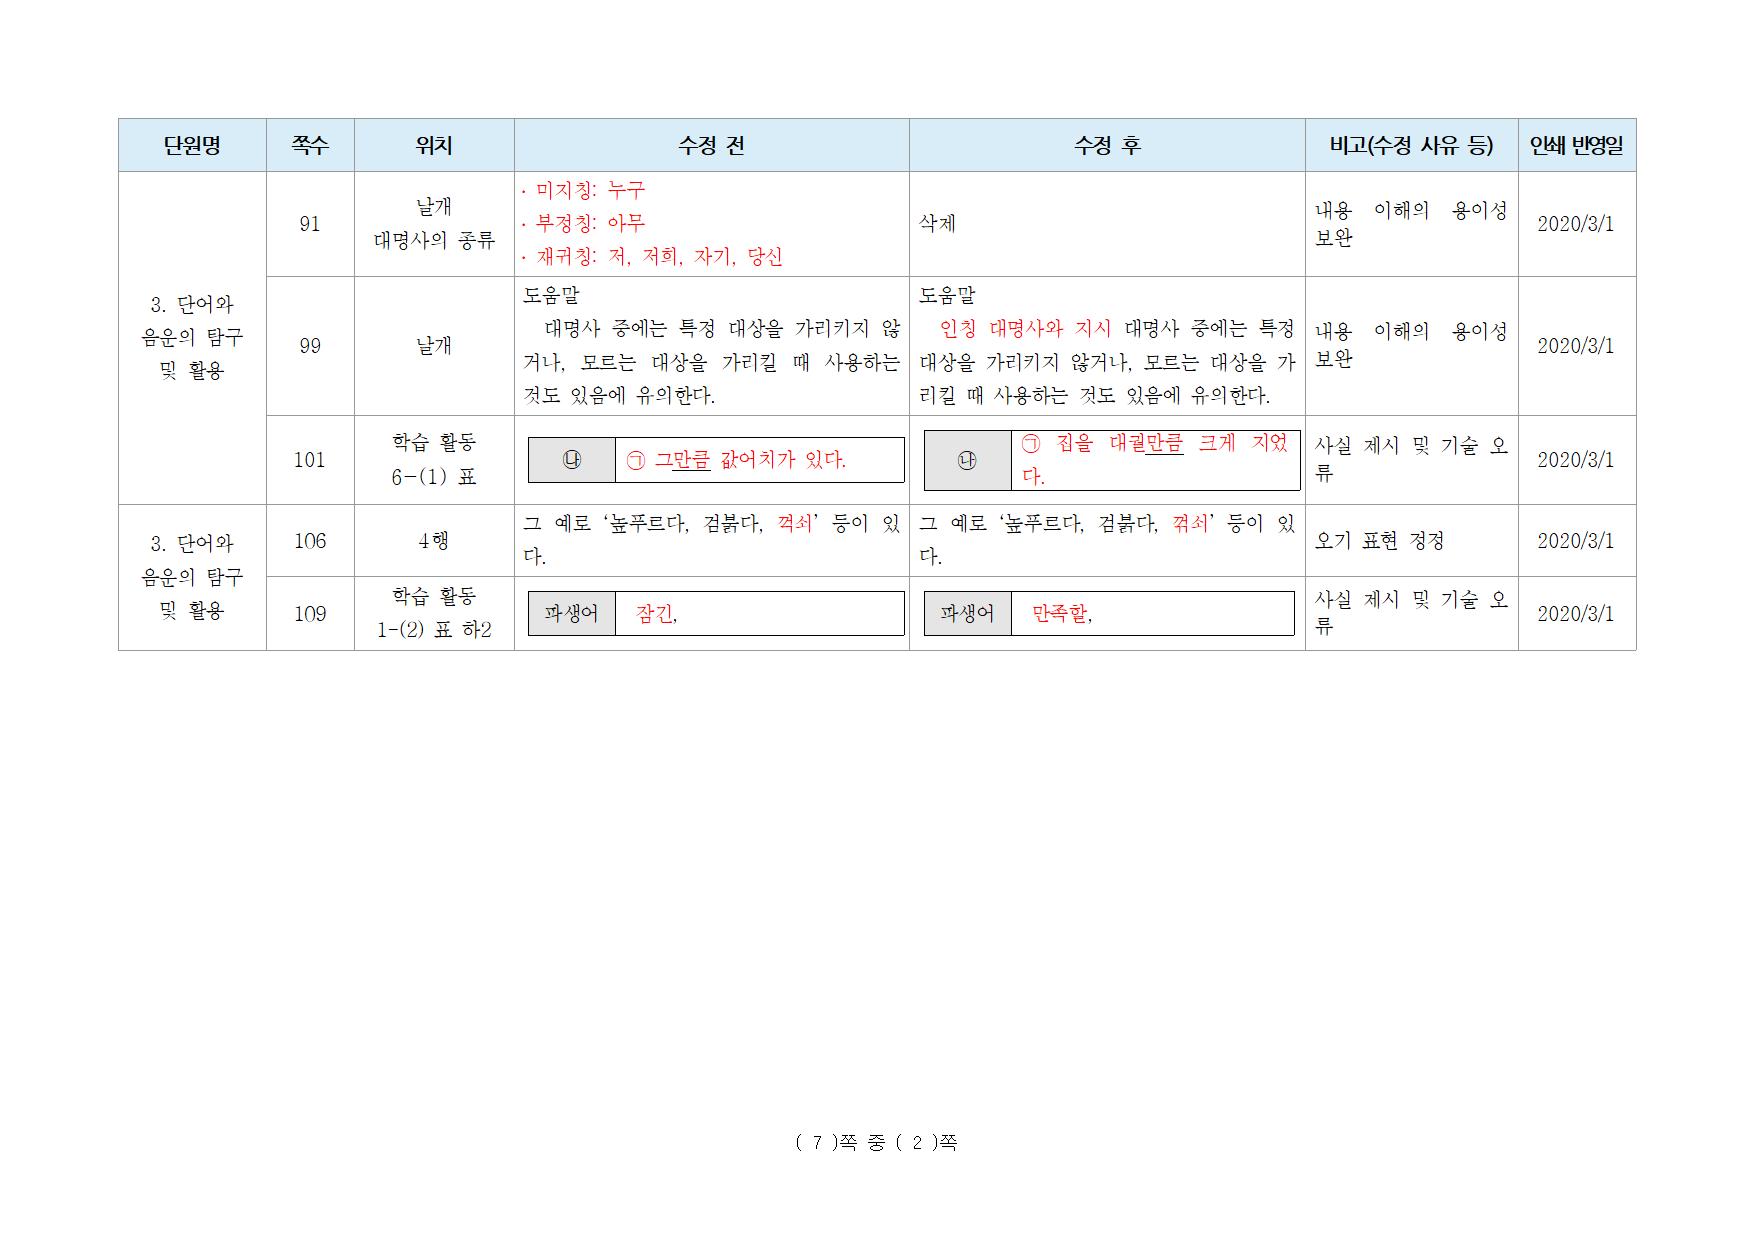 단원명 쪽수 위치 수정 전 수정 후 비고(수정 사유 등) 인쇄 반영일
3. 단어와
음운의 탐구
및 활용
91
날개
대명사의 종류
· 미지칭: 누구
· 부정칭: 아무
· 재귀칭: 저, 저희, 자기, 당신
삭제
내용 이해의 용이성
보완
2020/3/1
99
날개
도움말
대명사 중에는 특정 대상을 가리키지 않
거나, 모르는 대상을 가리킬 때 사용하는
것도 있음에 유의한다.
도움말
인칭 대명사와 지시 대명사 중에는 특정
대상을 가리키지 않거나, 모르는 대상을 가
리킬 때 사용하는 것도 있음에 유의한다.
내용 이해의 용이성
보완
2020/3/1
101
학습 활동
6-(1) 표
㉯ ㉠ 그만큼 값어치가 있다.
㉯ ㉠ 집을 대궐만큼 크게 지었
다.
사실 제시 및 기술 오
류
2020/3/1
3. 단어와
음운의 탐구
및 활용
106
4행
그 예로 ‘높푸르다, 검붉다, 꺽쇠’ 등이 있
다.
그 예로 ‘높푸르다, 검붉다, 꺾쇠’ 등이 있
다.
오기 표현 정정
2020/3/1
109
학습 활동
1-(2) 표 하2
파생어 잠긴,
파생어 만족할,
사실 제시 및 기술 오
류
2020/3/1
( 7 )쪽 중 ( 2 )쪽